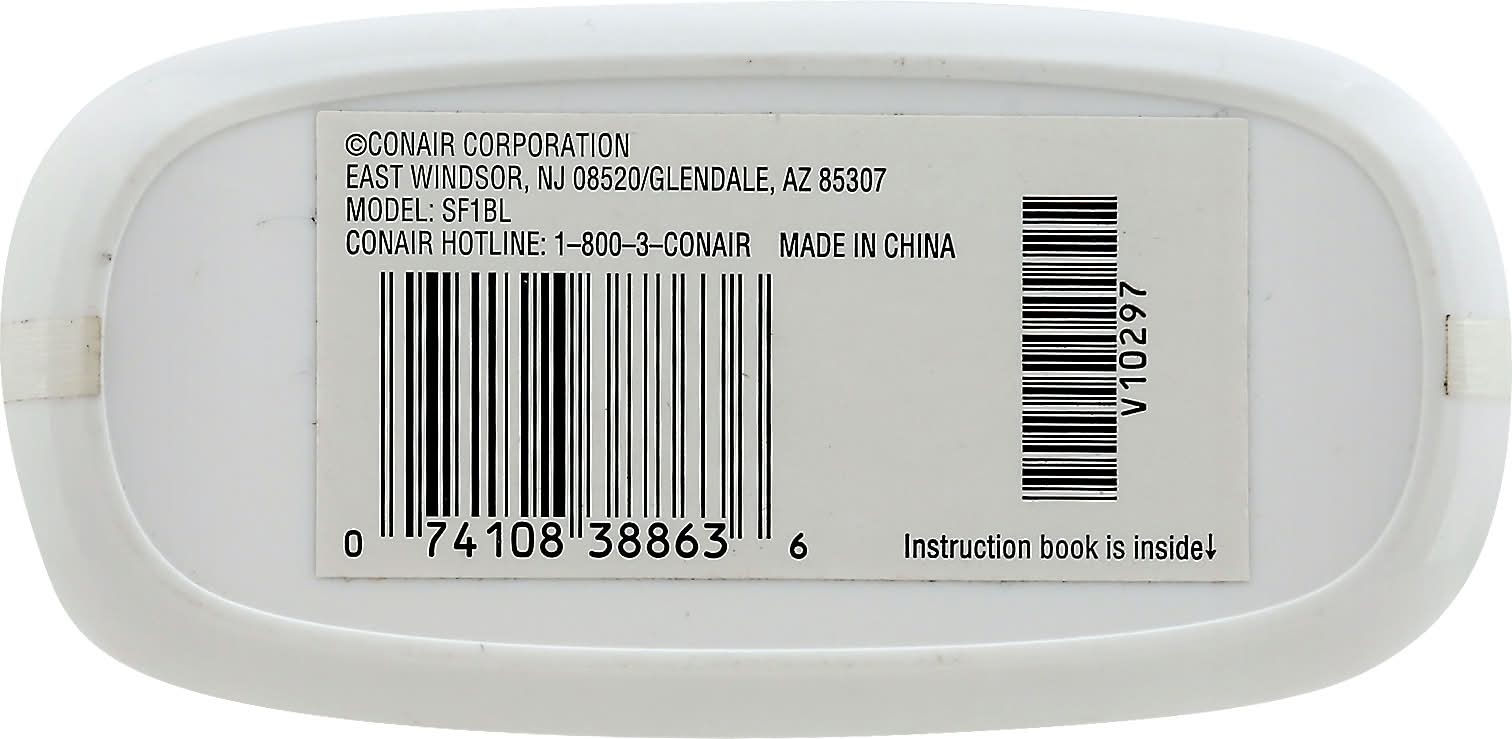 ©CONAIR CORPORATION
EAST WINDSOR, NJ 08520/GLENDALE, AZ 85307
MODEL: SF1BL
CONAIR HOTLINE: 1–800–3–CONAIR MADE IN CHINA
V10297
0 74108 38863 6
Instruction book is inside↓